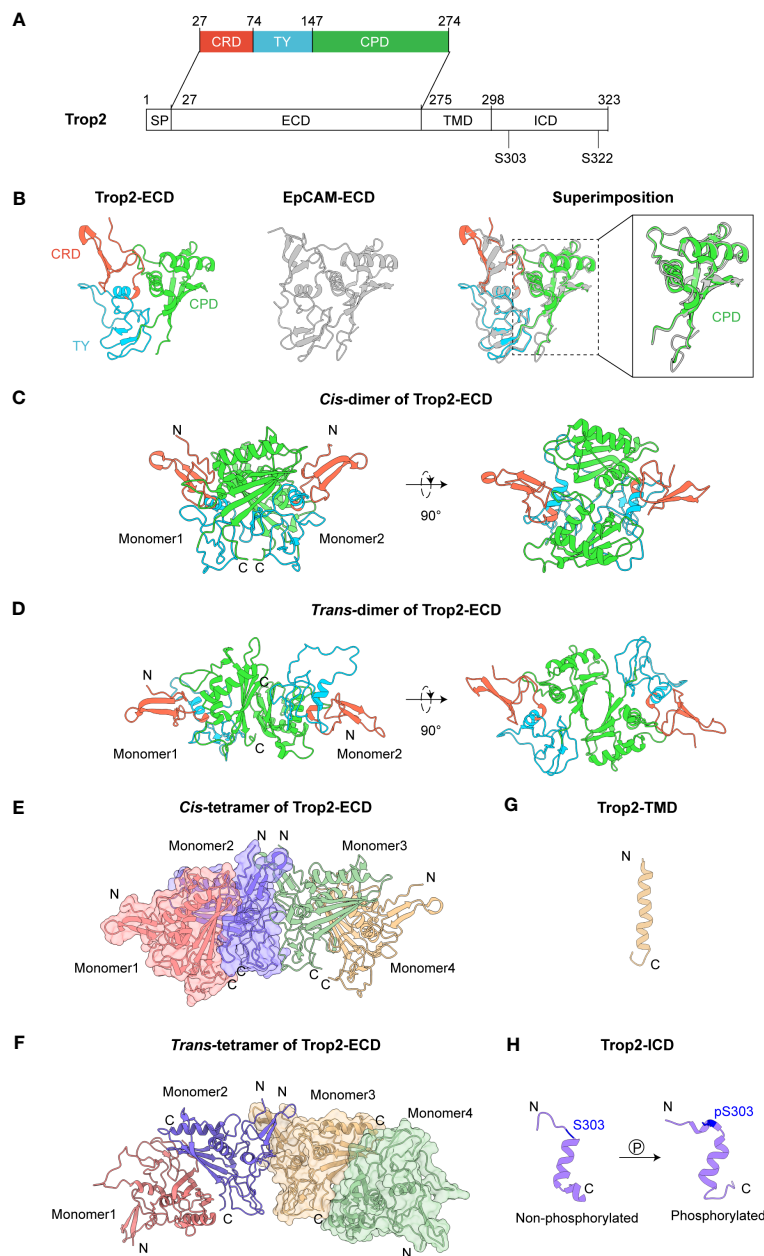 A
27 74 147 274
CRD TY CPD
1 27 275 298 323
Trop2 SP ECD TMD ICD
S303 S322
B
Trop2-ECD EpCAM-ECD Superimposition
CRD
CPD
TY
CPD
C
Cis-dimer of Trop2-ECD
N N
90°
Monomer1 C C Monomer2
D
Trans-dimer of Trop2-ECD
N C
90°
N
Monomer1 C Monomer2
E
Cis-tetramer of Trop2-ECD
Monomer2 N N Monomer3
N N
Monomer1 C C C Monomer4
G
Trop2-TMD
N
C
F
Trans-tetramer of Trop2-ECD
Monomer2 N N Monomer3
C C Monomer4
Monomer1 C C
N N
H
Trop2-ICD
N S303 N pS303
P
C C
Non-phosphorylated Phosphorylated